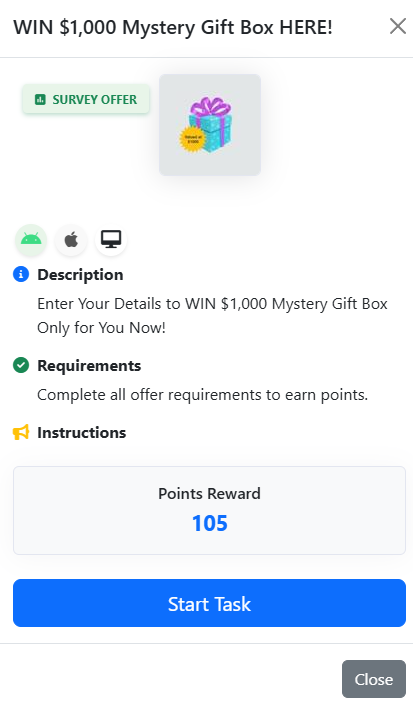 WIN $1,000 Mystery Gift Box HERE!
SURVEY OFFER
Description
Enter Your Details to WIN $1,000 Mystery Gift Box
Only for You Now!
Requirements
Complete all offer requirements to earn points.
Instructions
Points Reward
105
Start Task
Close